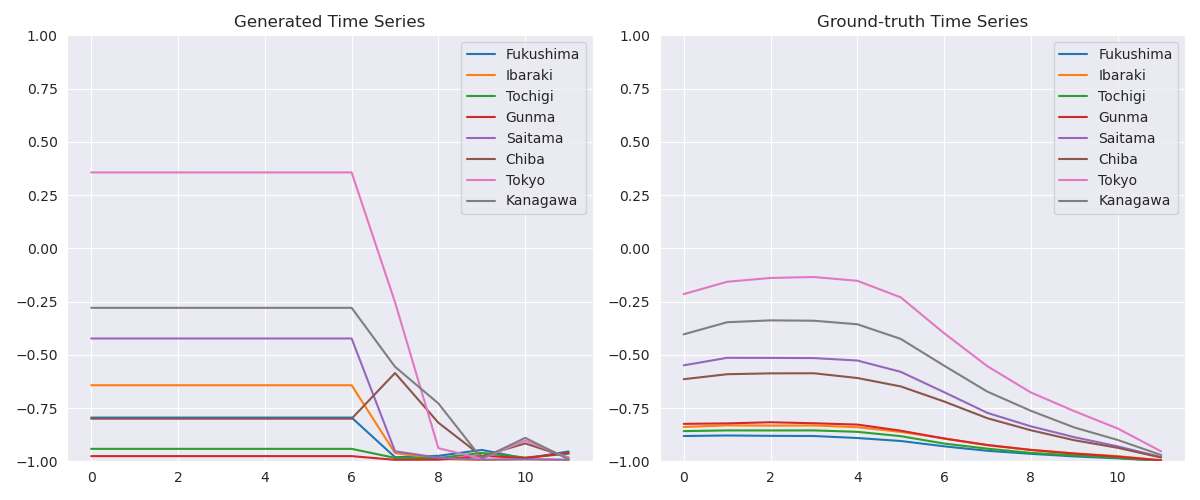 Generated Time Series
1.00
0.75
0.50
0.25
0.00
−0.25
−0.50
−0.75
−1.00
0 2 4 6 8 10
Fukushima
Ibaraki
Tochigi
Gunma
Saitama
Chiba
Tokyo
Kanagawa
Ground-truth Time Series
1.00
0.75
0.50
0.25
0.00
−0.25
−0.50
−0.75
−1.00
0 2 4 6 8 10
Fukushima
Ibaraki
Tochigi
Gunma
Saitama
Chiba
Tokyo
Kanagawa